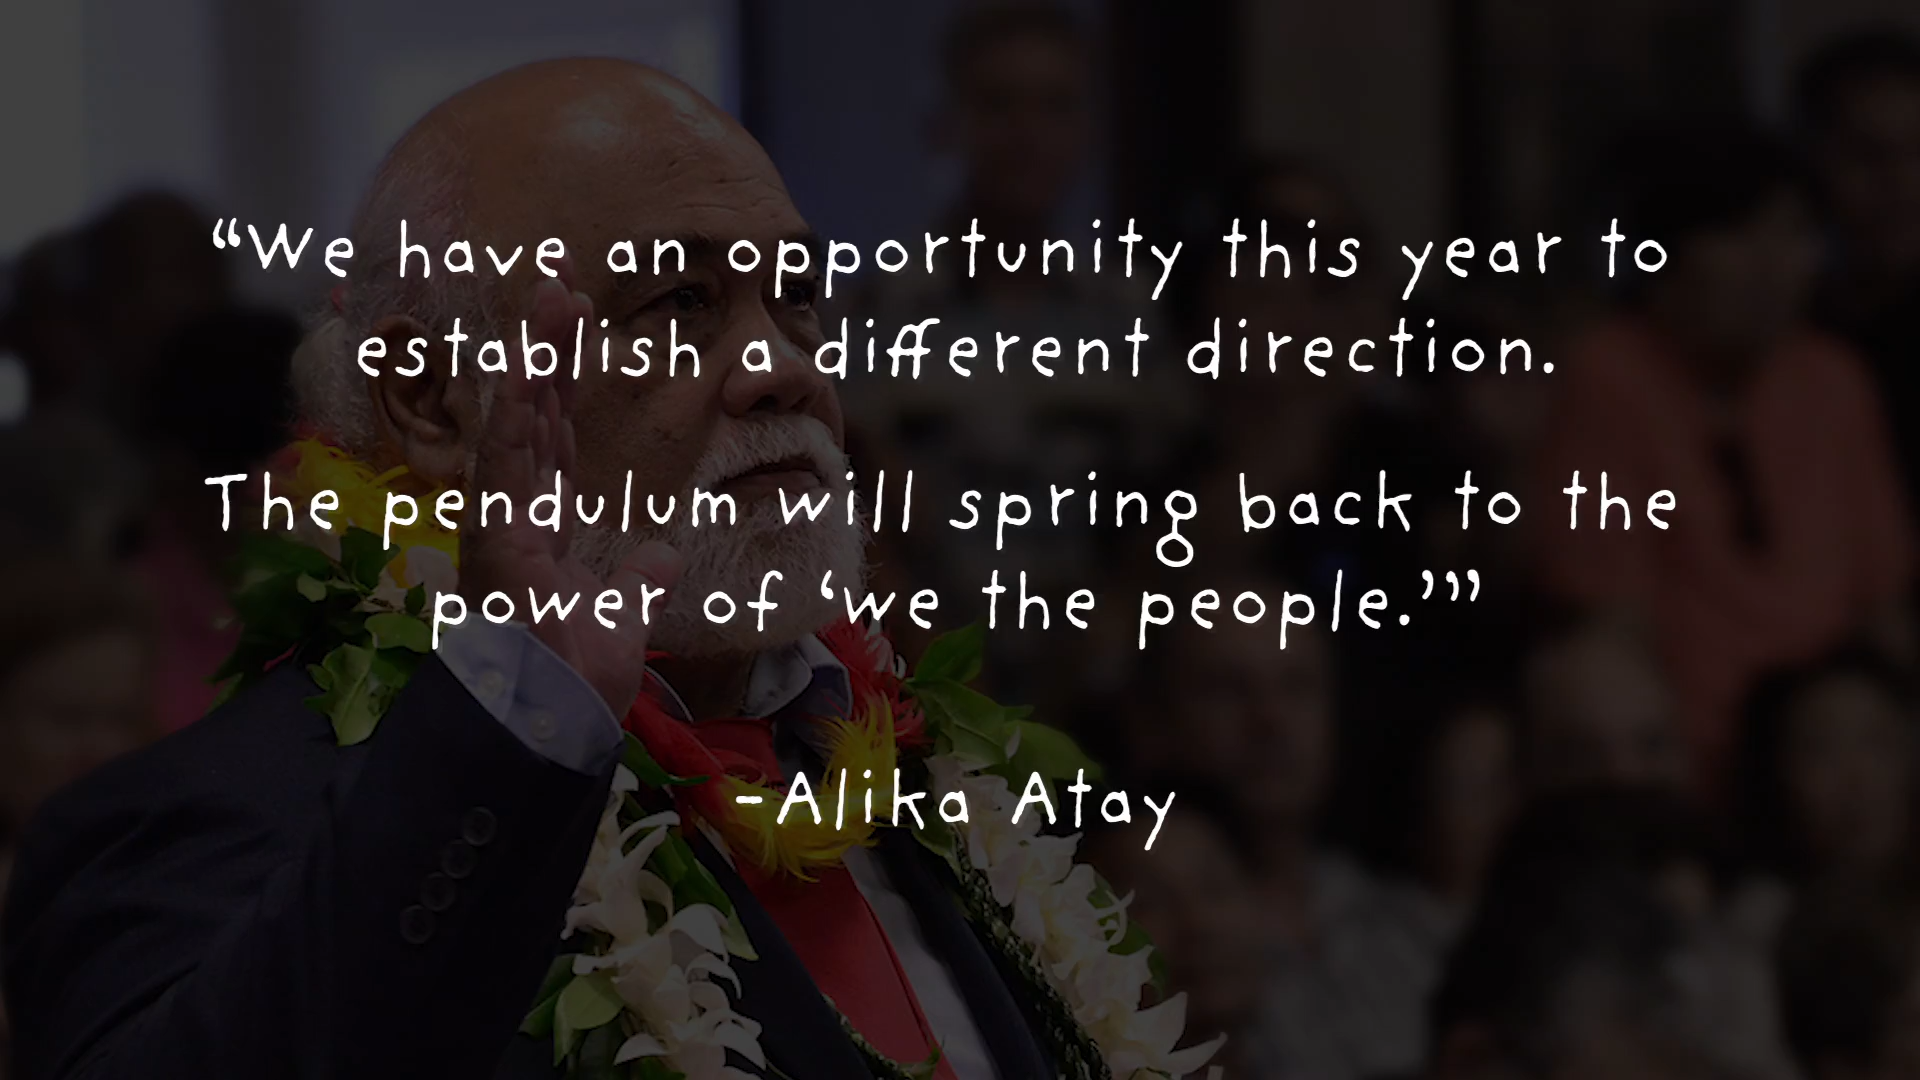 “We have an opportunity this year to
establish a different direction.
The pendulum will spring back to the
power of ‘we the people.’”
-Alika Atay